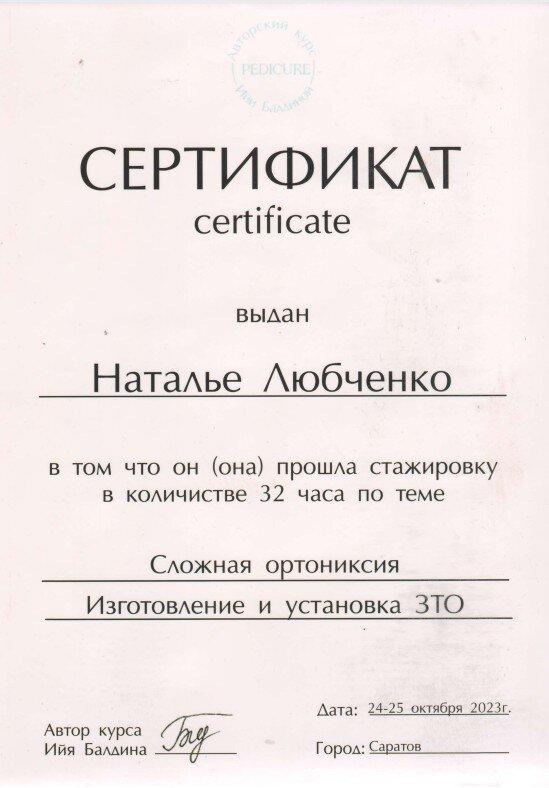 Авторский курс
PEDICURE
Ийи Балдиной
СЕРТИФИКАТ
certificate
выдан
Наталье Любченко
в том что он (она) прошла стажировку
в количистве 32 часа по теме
Сложная ортониксия
Изготовление и установка ЗТО
Дата: 24-25 октября 2023г.
Автор курса
Ийя Балдина
Город: Саратов